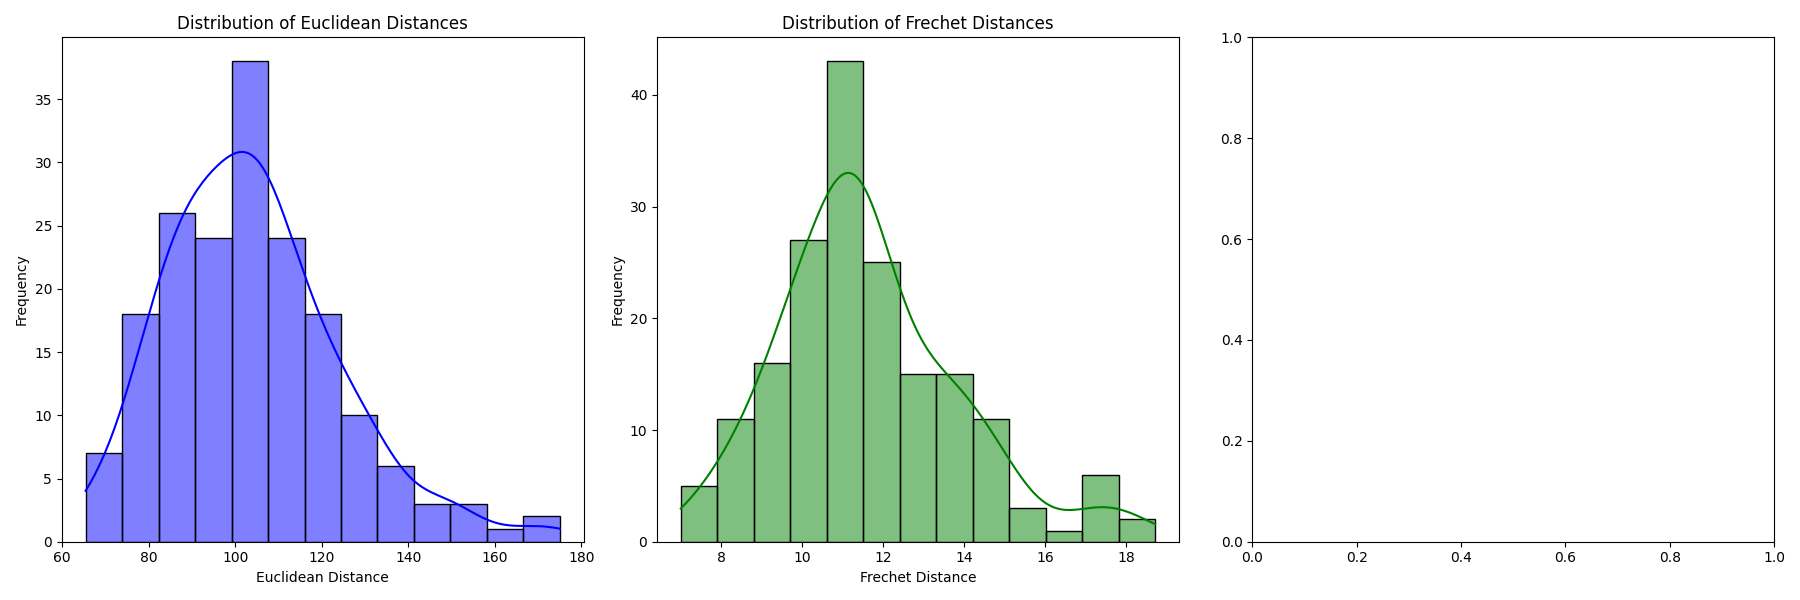 Distribution of Euclidean Distances
35
30
25
20
15
10
5
0
Frequency
60 80 100 120 140 160 180
Euclidean Distance
Distribution of Frechet Distances
40
30
20
10
0
Frequency
8 10 12 14 16 18
Frechet Distance
1.0
0.8
0.6
0.4
0.2
0.0
0.0 0.2 0.4 0.6 0.8 1.0